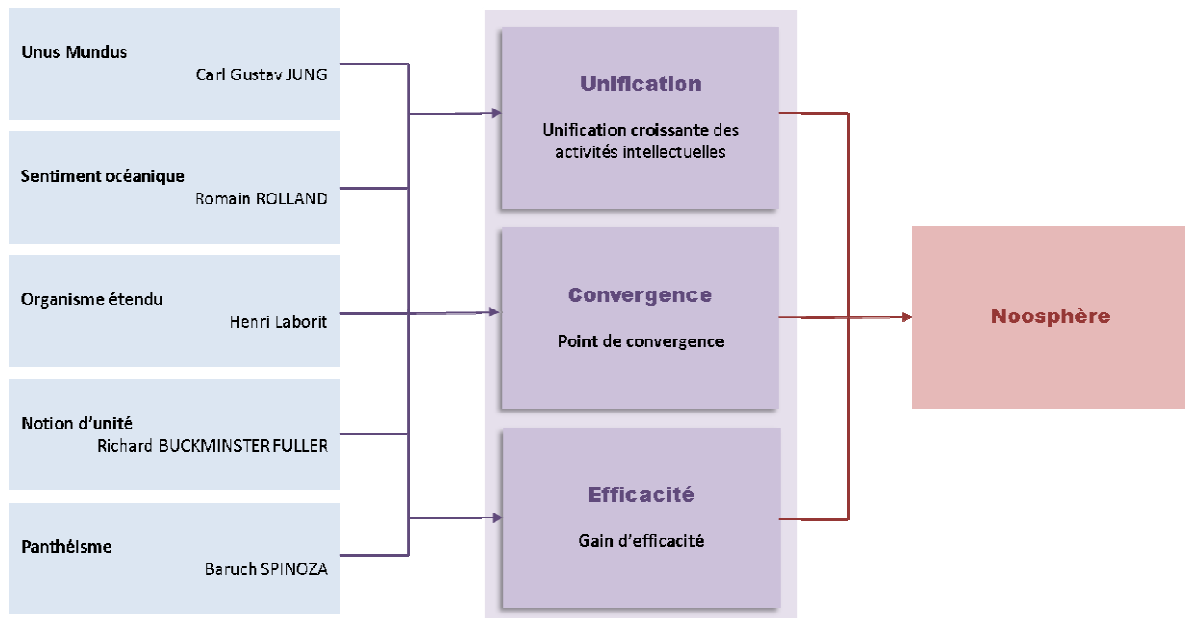 Unus Mundus
Carl Gustav JUNG
Sentiment océanique
Romain ROLLAND
Organisme étendu
Henri Laborit
Notion d’unité
Richard BUCKMINSTER FULLER
Panthéisme
Baruch SPINOZA
Unification
Unification croissante des
activités intellectuelles
Convergence
Point de convergence
Efficacité
Gain d’efficacité
Noosphère